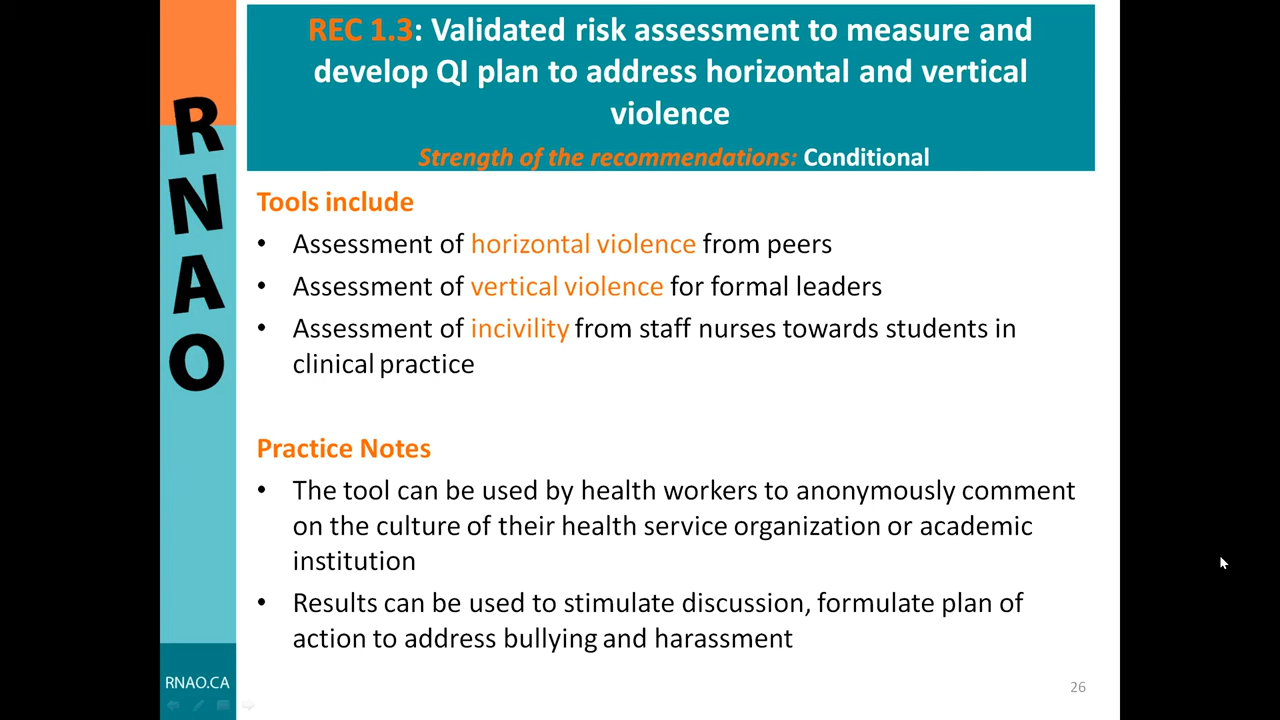 REC 1.3: Validated risk assessment to measure and
develop QI plan to address horizontal and vertical
violence
Strength of the recommendations: Conditional
R
N
A
O
Tools include
• Assessment of horizontal violence from peers
• Assessment of vertical violence for formal leaders
• Assessment of incivility from staff nurses towards students in
clinical practice
Practice Notes
• The tool can be used by health workers to anonymously comment
on the culture of their health service organization or academic
institution
• Results can be used to stimulate discussion, formulate plan of
action to address bullying and harassment
RNAO.CA
26